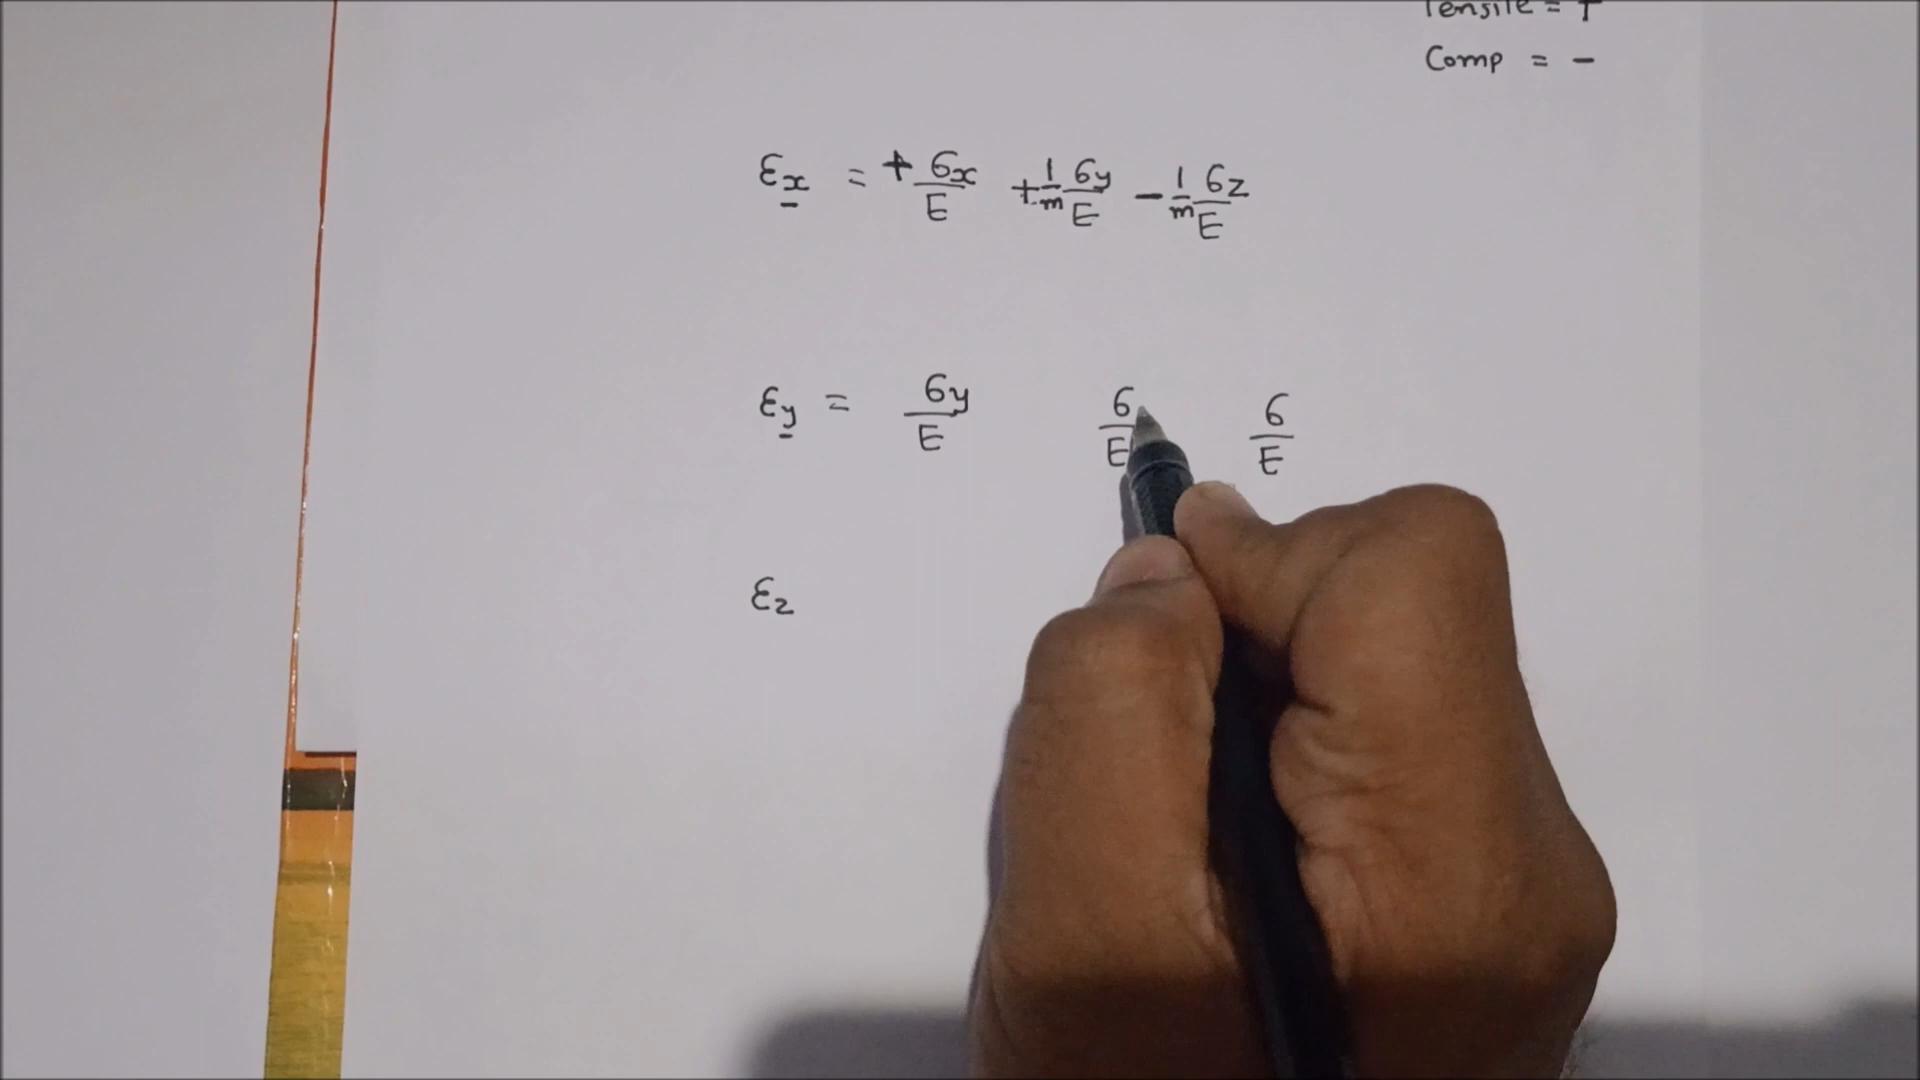 Tensile = +
Comp = -
εx = + σx/E + 1/m σy/E - 1/m σz/E
εy = σy/E σ/E σ/E
εz